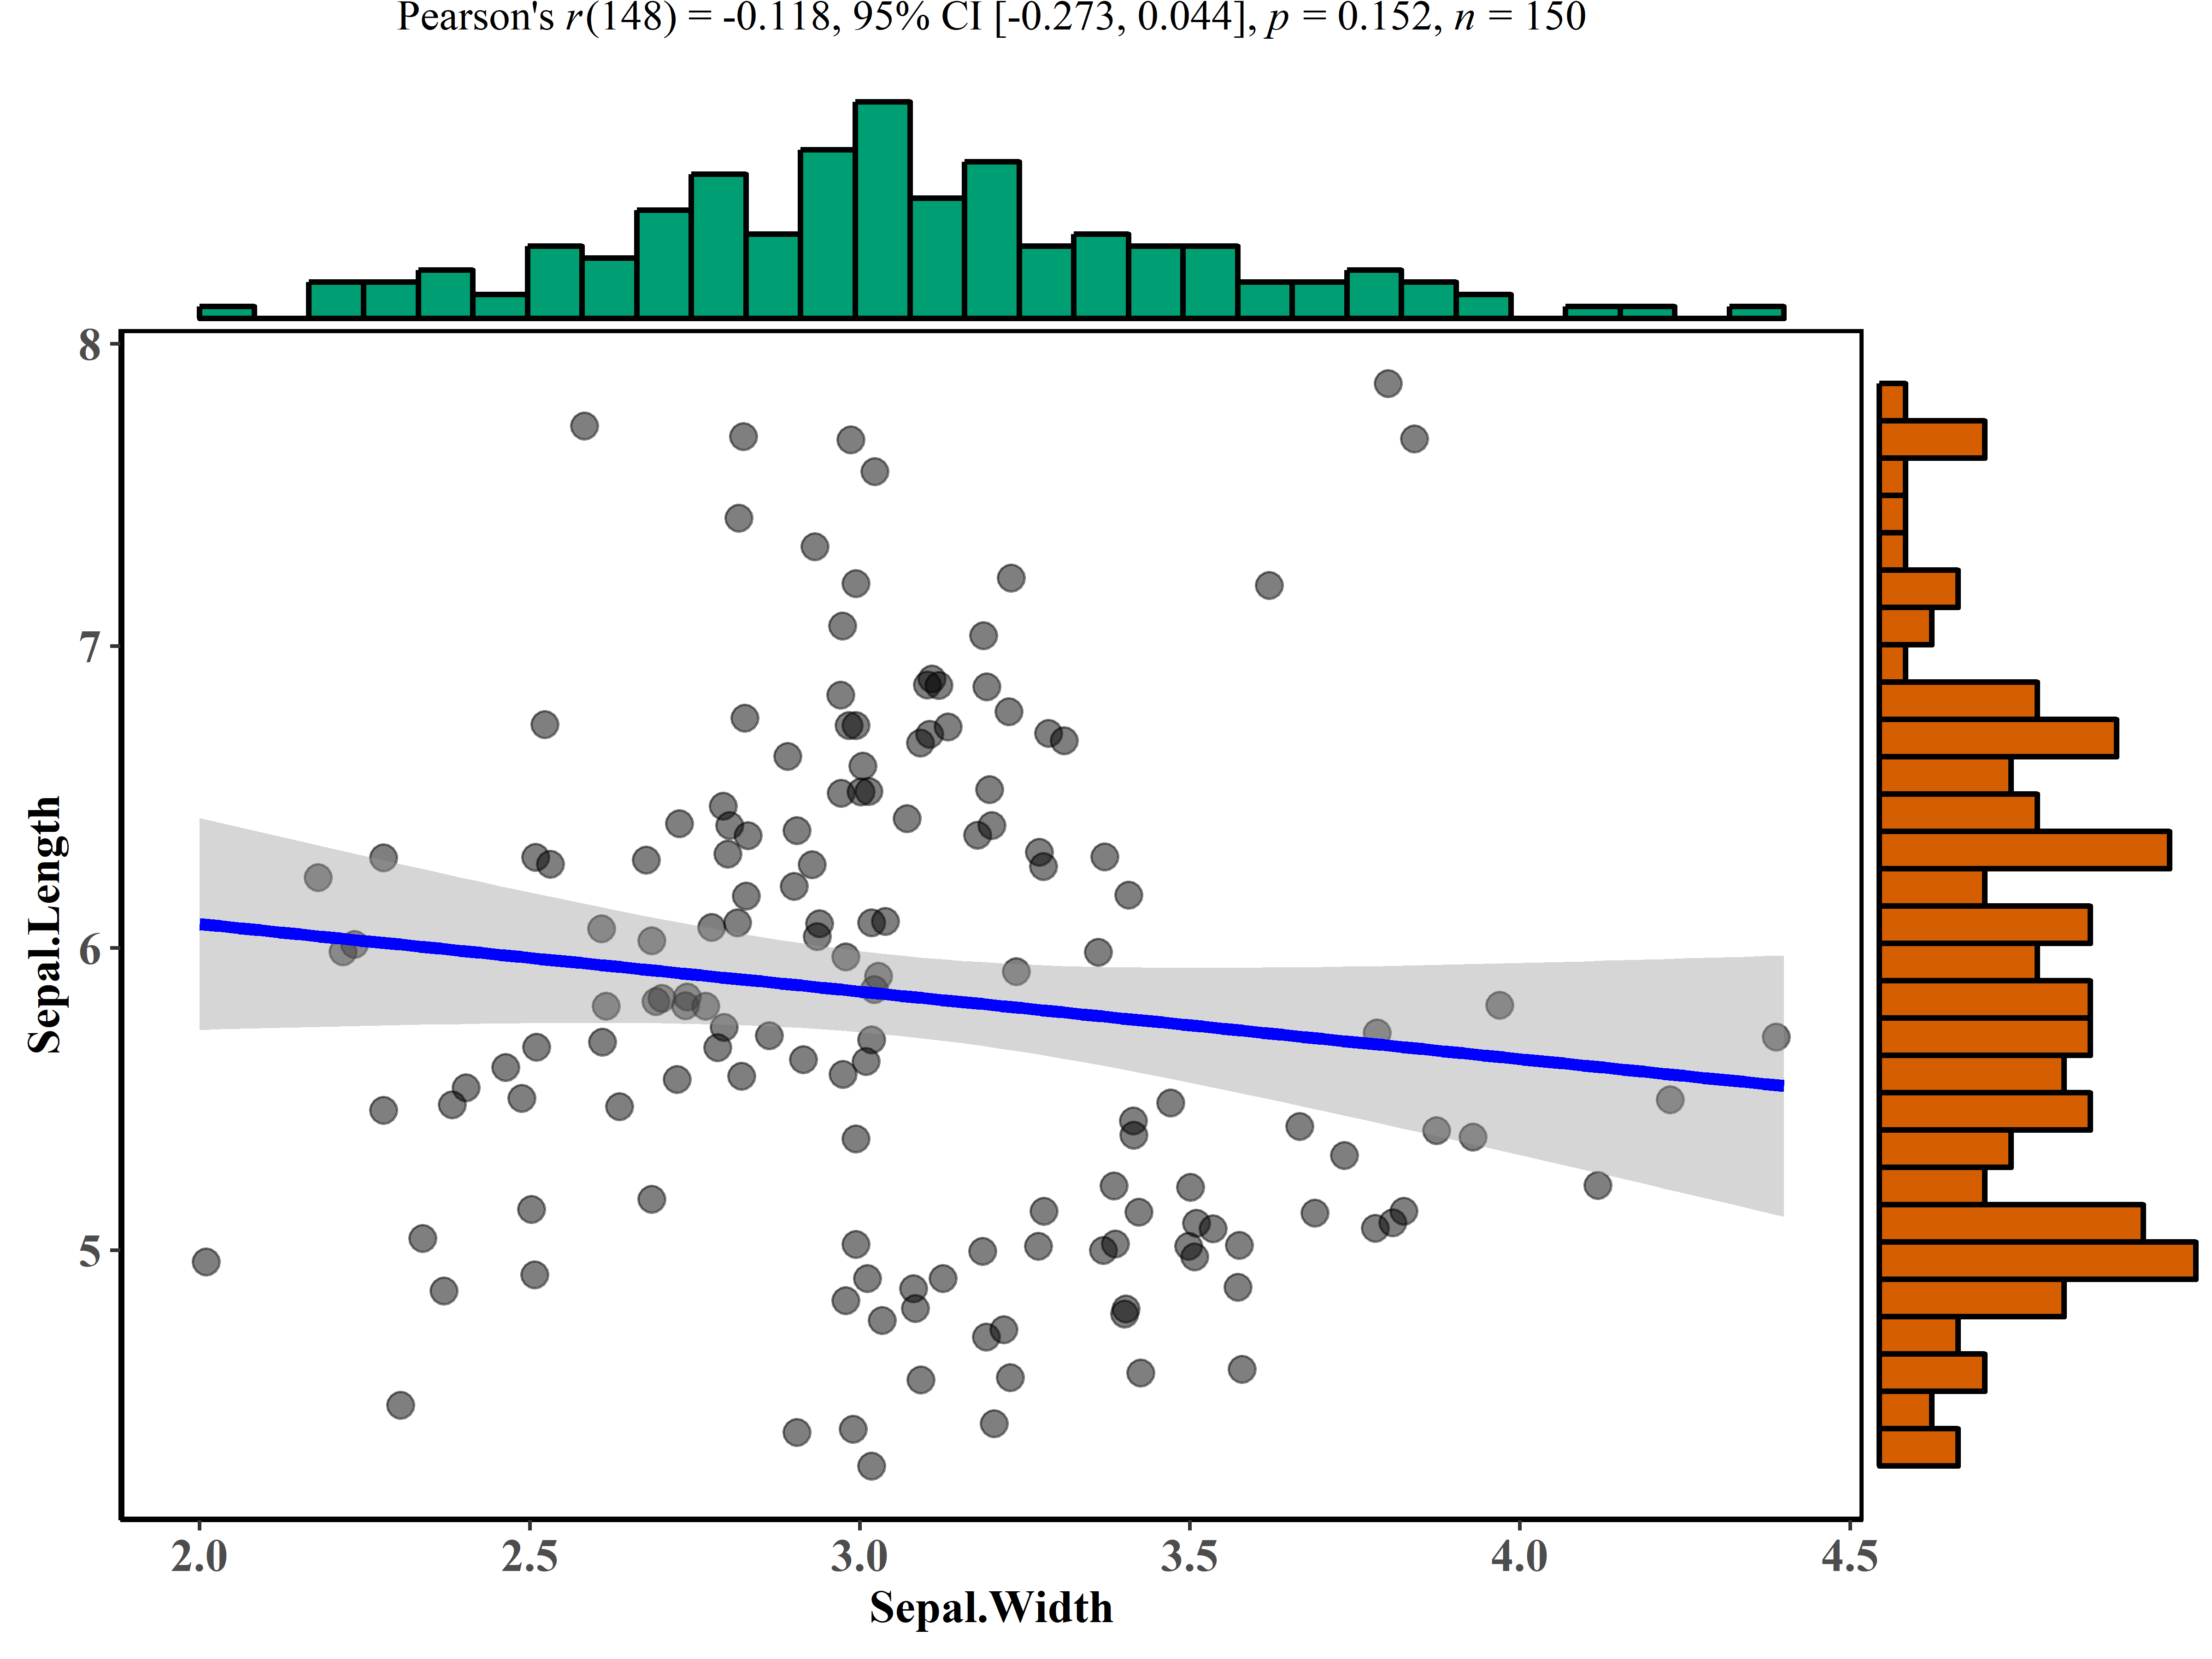 Pearson's r(148) = -0.118, 95% CI [-0.273, 0.044], p = 0.152, n = 150
8
7
6
5
Sepal.Length
2.0 2.5 3.0 3.5 4.0 4.5
Sepal.Width